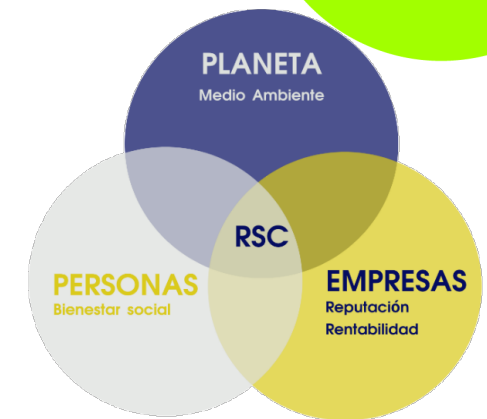 PLANETA
Medio Ambiente
RSC
PERSONAS
Bienestar social
EMPRESAS
Reputación
Rentabilidad